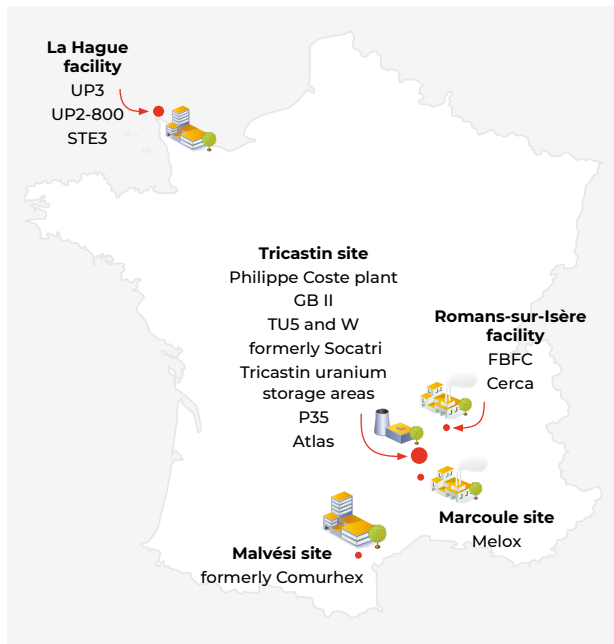 La Hague
facility
UP3
UP2-800
STE3
Tricastin site
Philippe Coste plant
GB II
TU5 and W
formerly Socatri
Tricastin uranium
storage areas
P35
Atlas
Romans-sur-Isère
facility
FBFC
Cerca
Marcoule site
Melox
Malvési site
formerly Comurhex